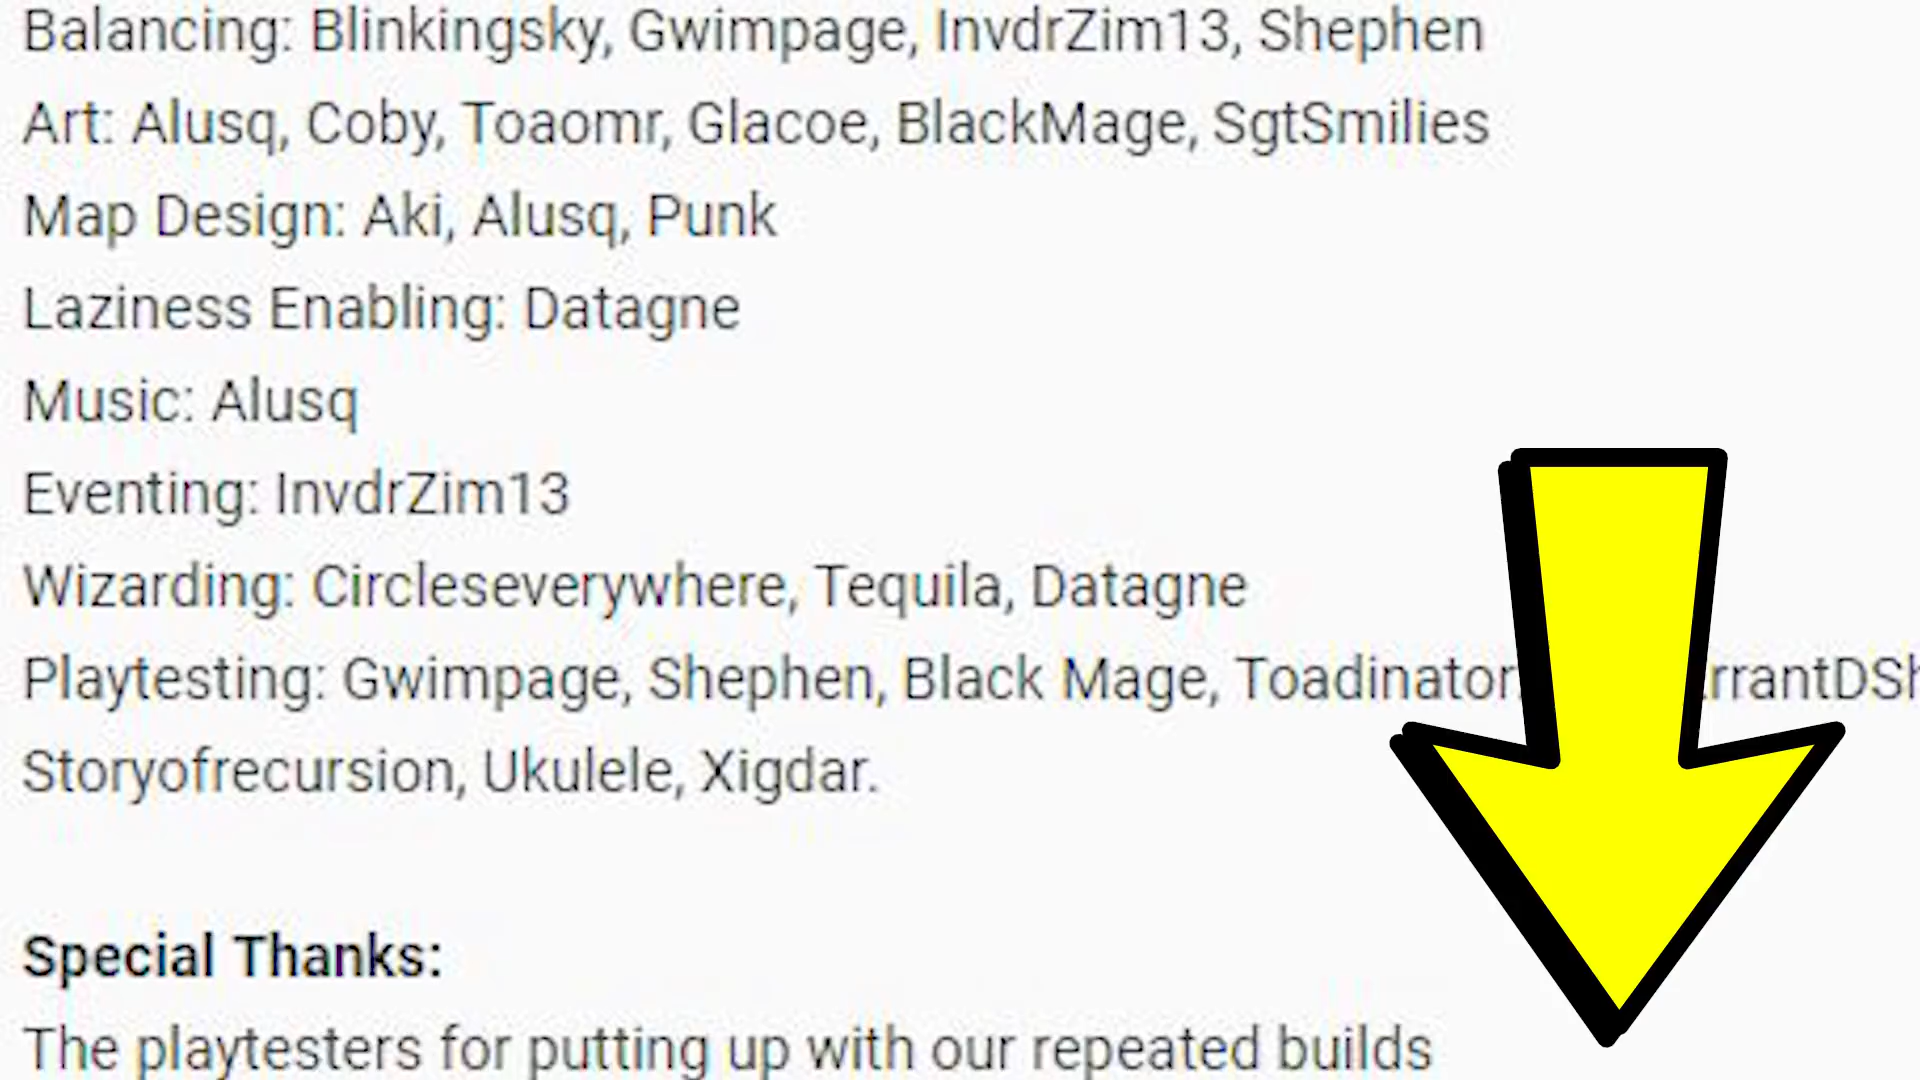 Balancing: Blinkingsky, Gwimpage, InvdrZim13, Shephen
Art: Alusq, Coby, Toaomr, Glacoe, BlackMage, SgtSmilies
Map Design: Aki, Alusq, Punk
Laziness Enabling: Datagne
Music: Alusq
Eventing: InvdrZim13
Wizarding: Circleseverywhere, Tequila, Datagne
Playtesting: Gwimpage, Shephen, Black Mage, Toadinator,
Storyofrecursion, Ukulele, Xigdar.
Special Thanks:
The playtesters for putting up with our repeated builds